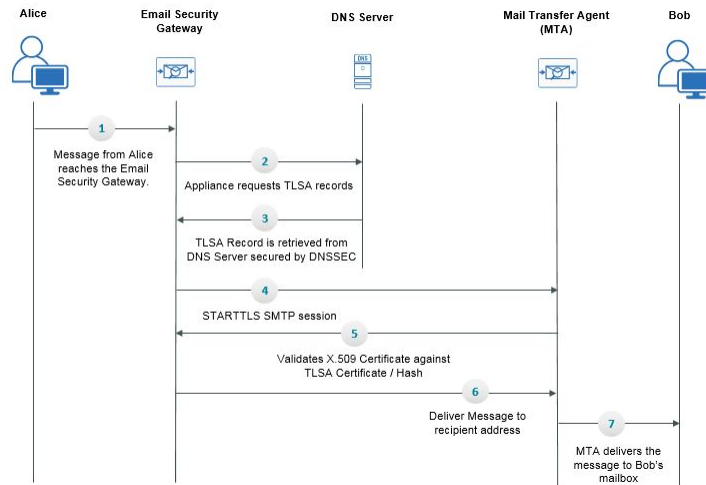 Alice
Email Security
Gateway
DNS Server
Mail Transfer Agent
(MTA)
Bob
DNS
1
Message from Alice
reaches the Email
Security Gateway.
2
Appliance requests TLSA records
3
TLSA Record is retrieved from
DNS Server secured by DNSSEC
4
STARTTLS SMTP session
5
Validates X.509 Certificate against
TLSA Certificate / Hash
6
Deliver Message to
recipient address
7
MTA delivers the
message to Bob's
mailbox